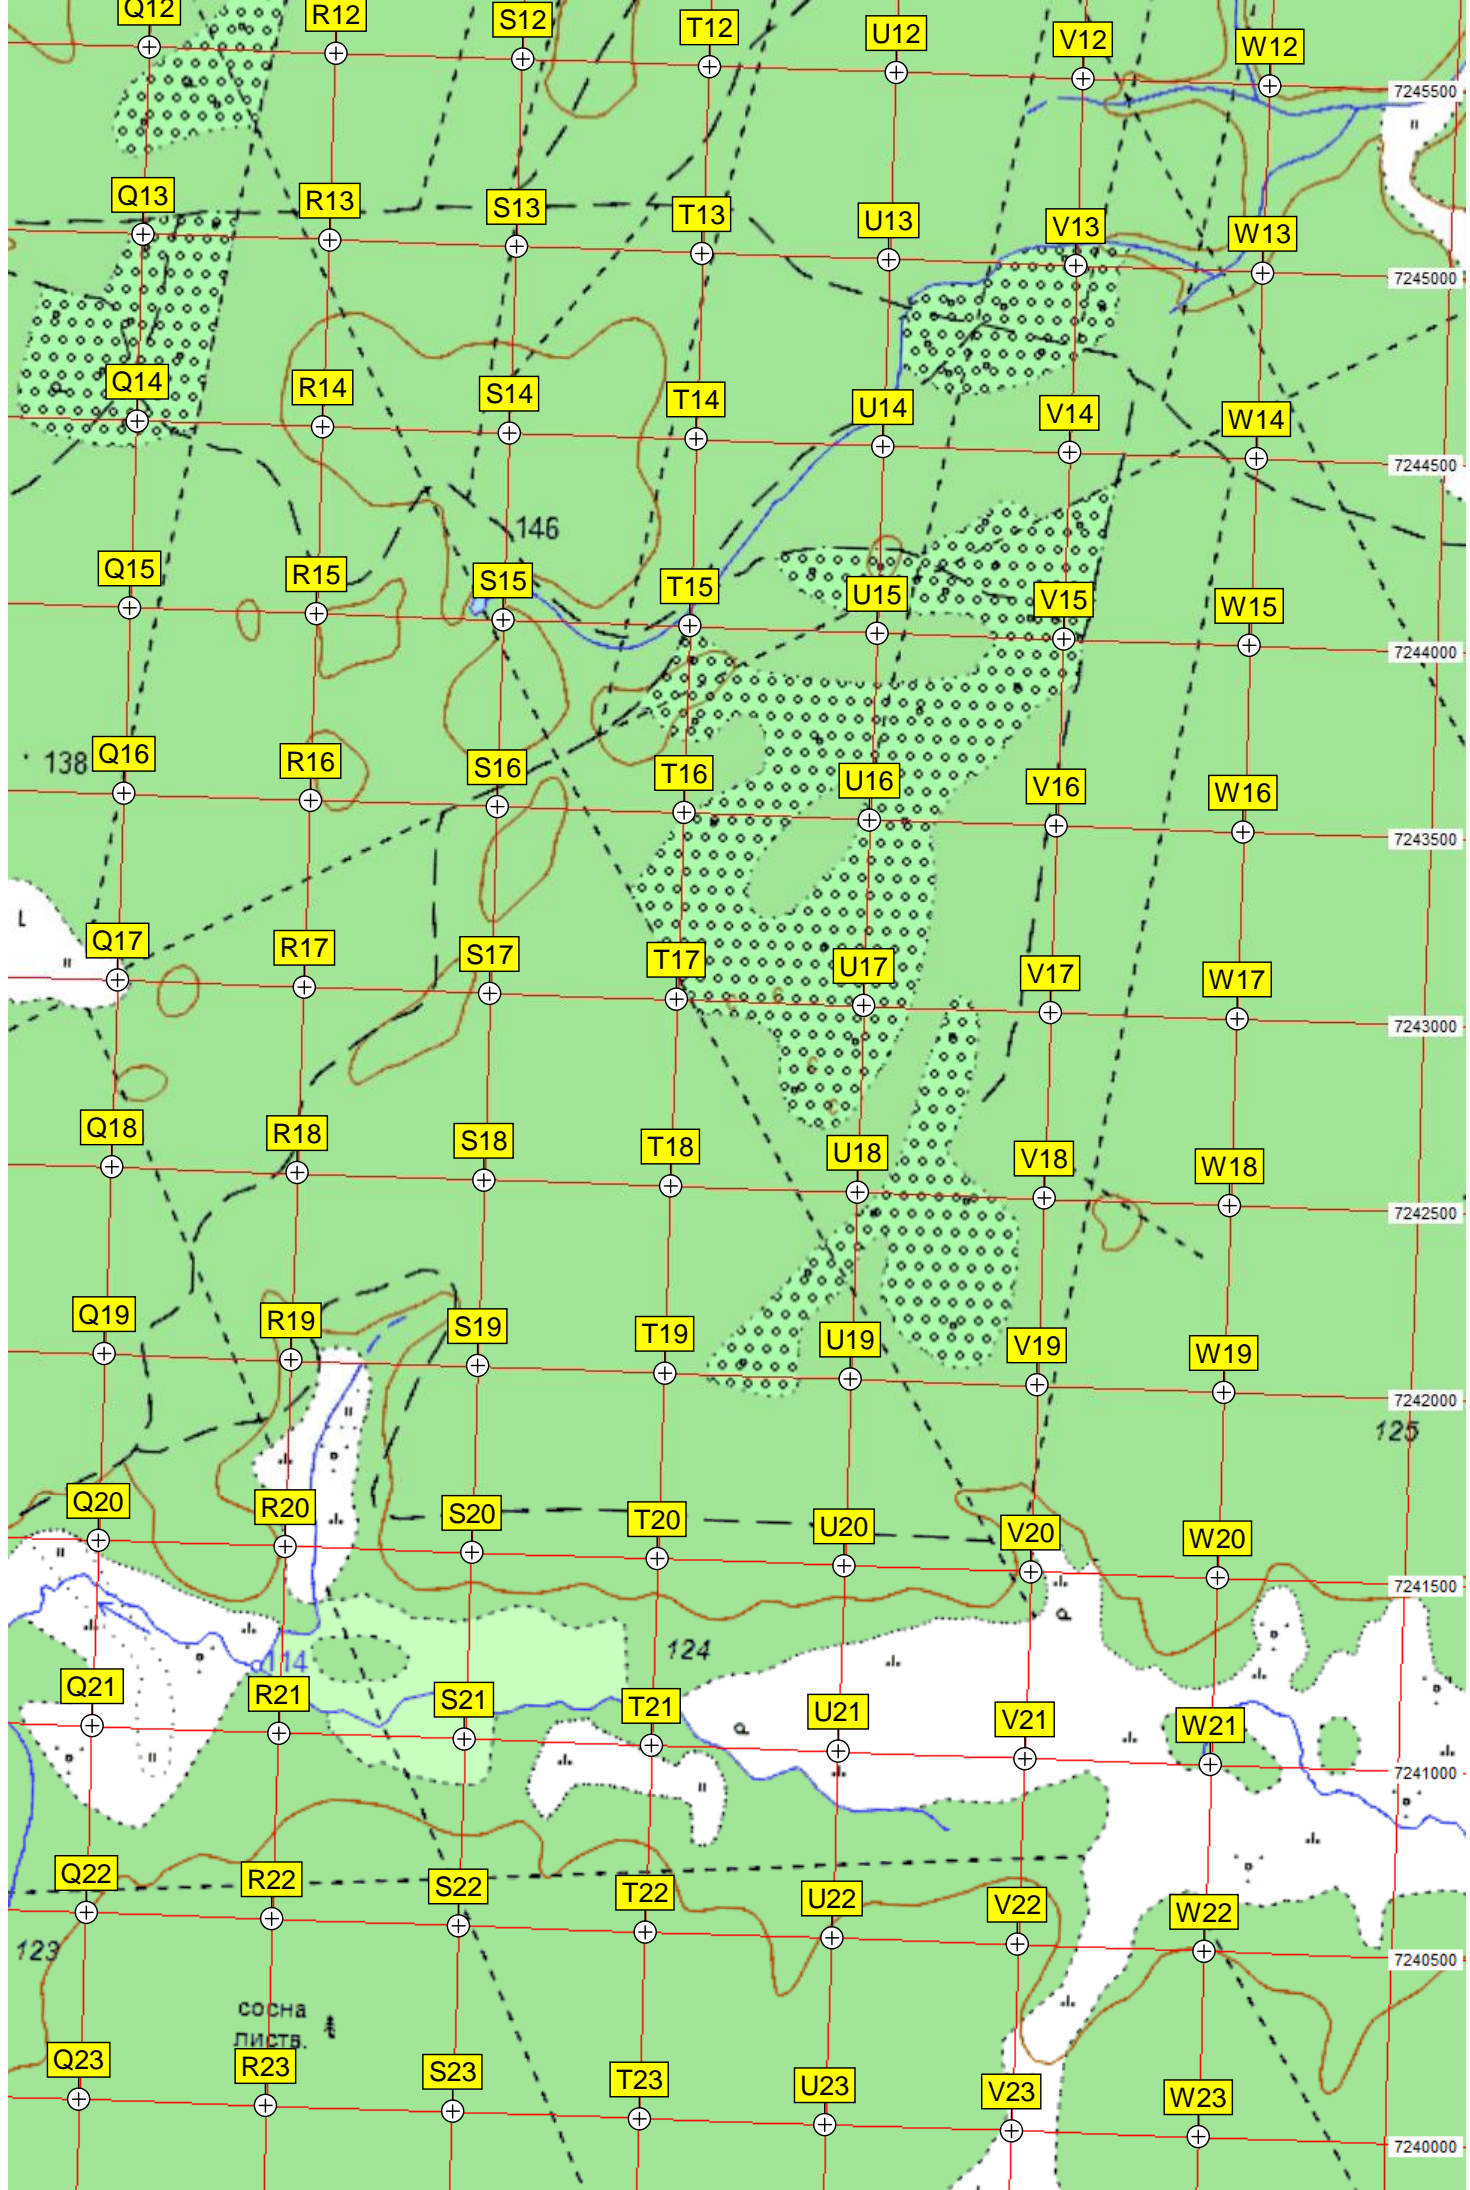 Q12 R12 S12 T12 U12 V12 W12
7245500
Q13 R13 S13 T13 U13 V13 W13
7245000
Q14 R14 S14 T14 U14 V14 W14
7244500
146
Q15 R15 S15 T15 U15 V15 W15
7244000
138
Q16 R16 S16 T16 U16 V16 W16
7243500
Q17 R17 S17 T17 U17 V17 W17
7243000
Q18 R18 S18 T18 U18 V18 W18
7242500
Q19 R19 S19 T19 U19 V19 W19
7242000
125
Q20 R20 S20 T20 U20 V20 W20
7241500
124
114
Q21 R21 S21 T21 U21 V21 W21
7241000
Q22 R22 S22 T22 U22 V22 W22
123
7240500
сосна
листв.
Q23 R23 S23 T23 U23 V23 W23
7240000